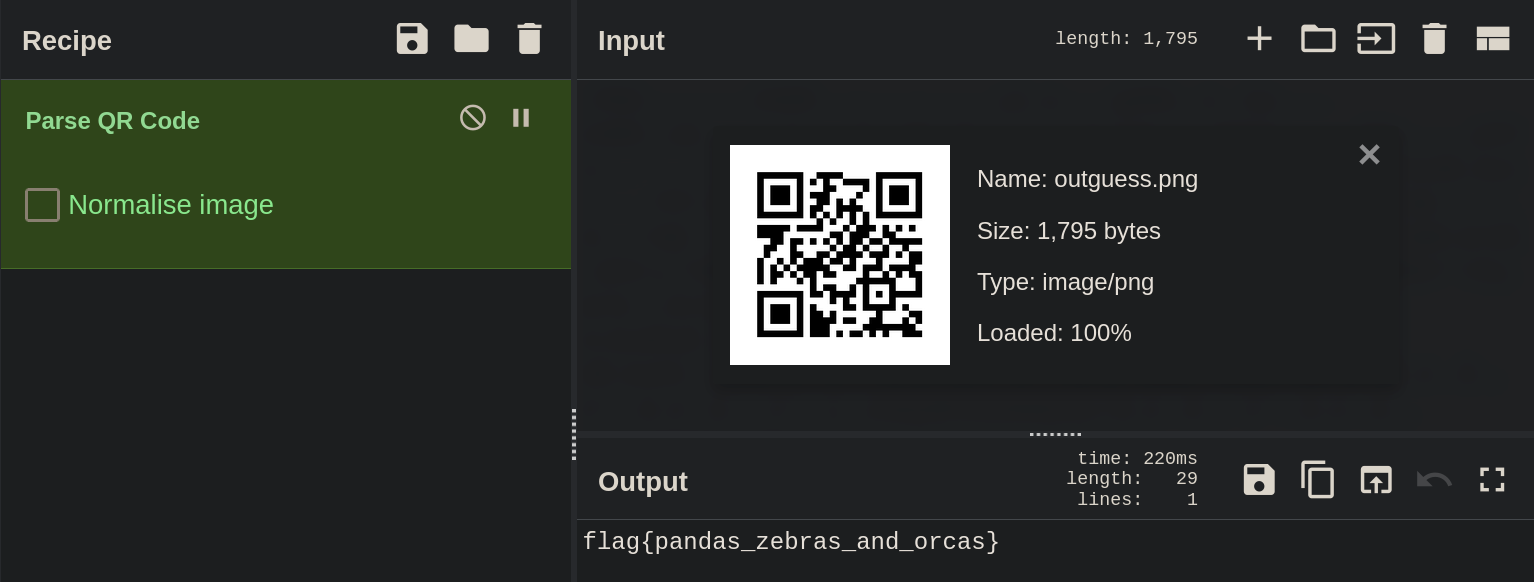 Recipe
Parse QR Code
Normalise image
Input
length: 1,795
Name: outguess.png
Size: 1,795 bytes
Type: image/png
Loaded: 100%
Output
time: 220ms
length: 29
lines: 1
flag{pandas_zebras_and_orcas}